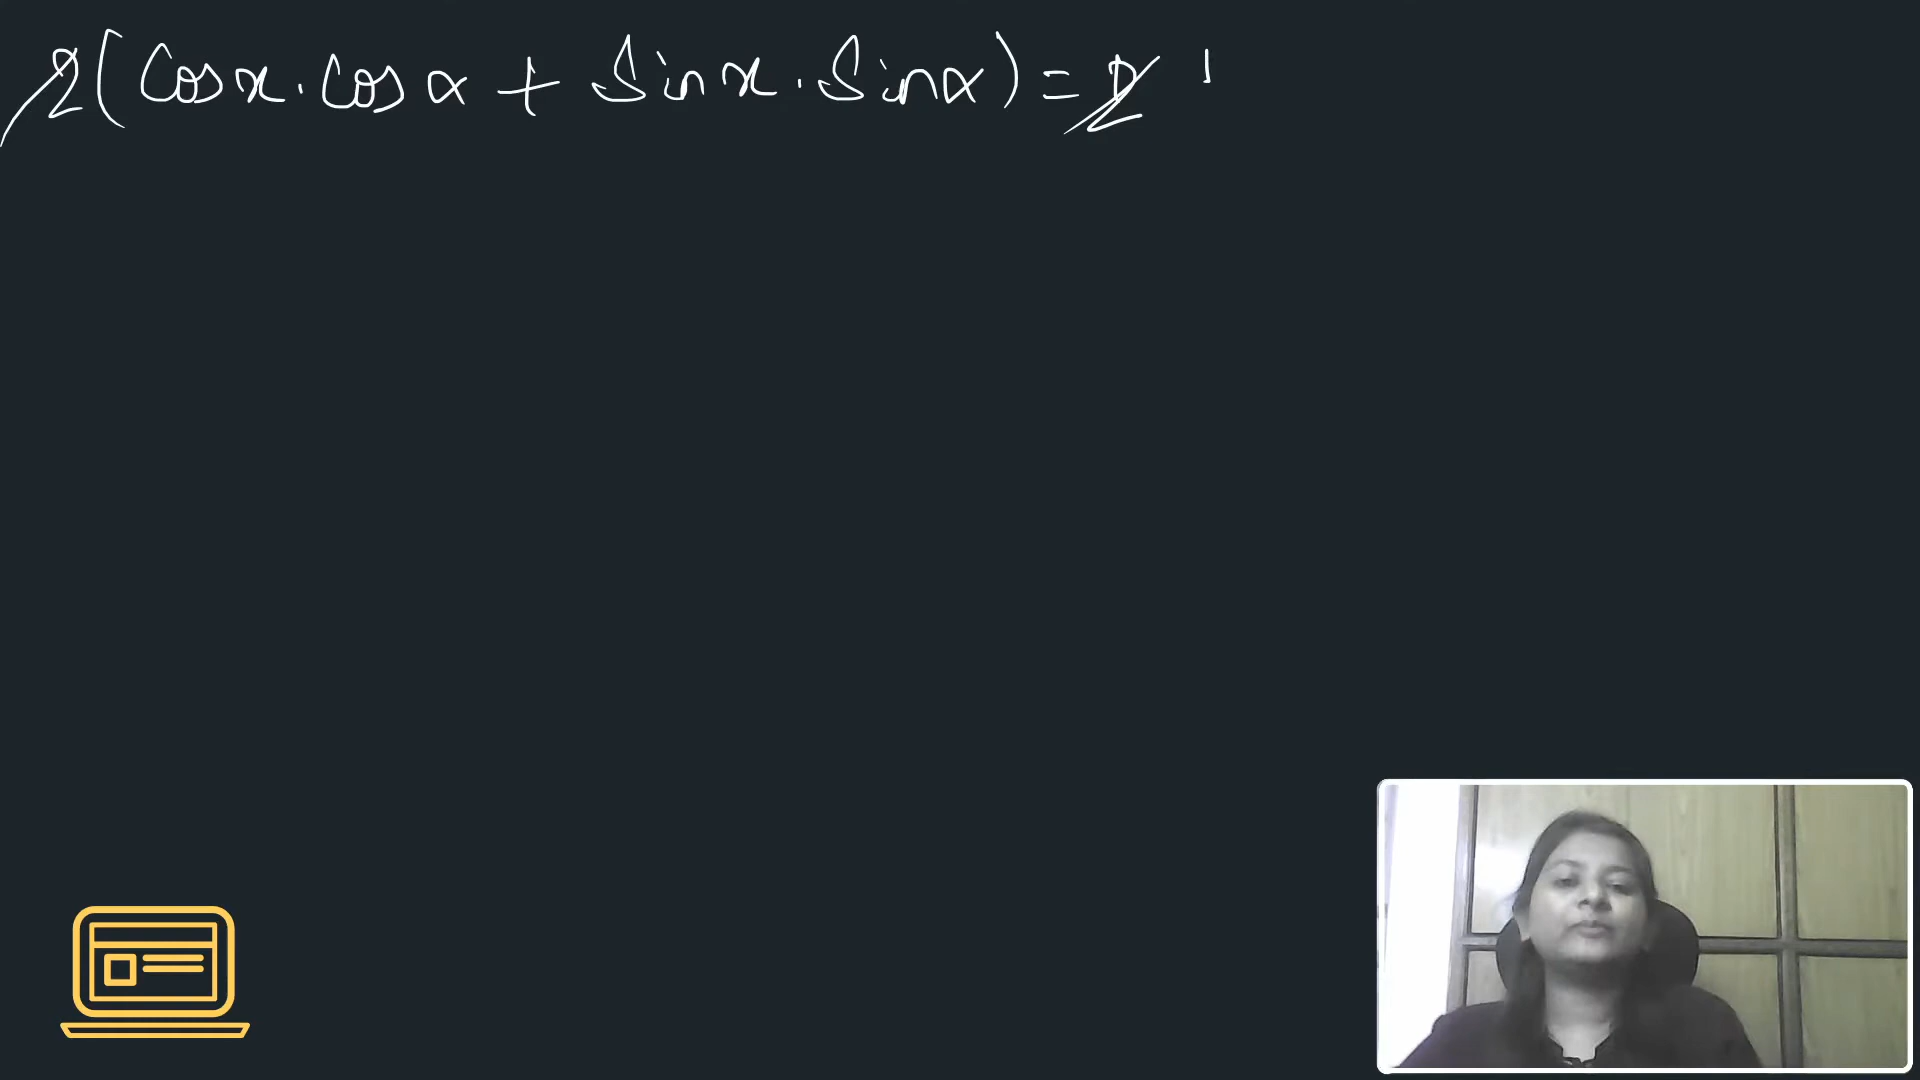 2(Cosx.Cosα + Sinx.Sinα) = 2 1